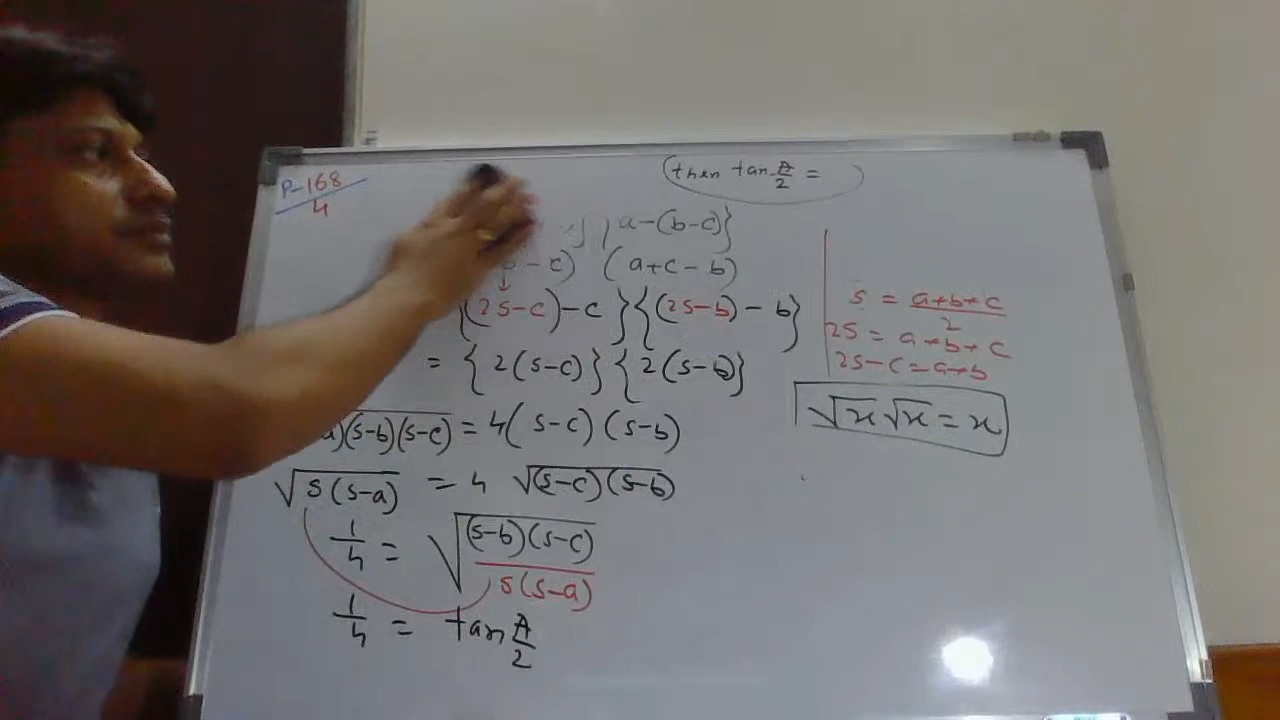 P-168
4
(then tan A/2 =
{a-(b-c)}
-c) (a+c-b)
{(2S-c)-c}{(2S-b)-b}
= {2(s-c)}{2(s-b)}
a)(s-b)(s-c) = 4(s-c)(s-b)
√s(s-a) = 4 √(s-c)(s-b)
1/4 = √(s-b)(s-c)/s(s-a)
1/4 = tan A/2
s = a+b+c/2
2S = a+b+c
2S-c=a+b
√x√x=x